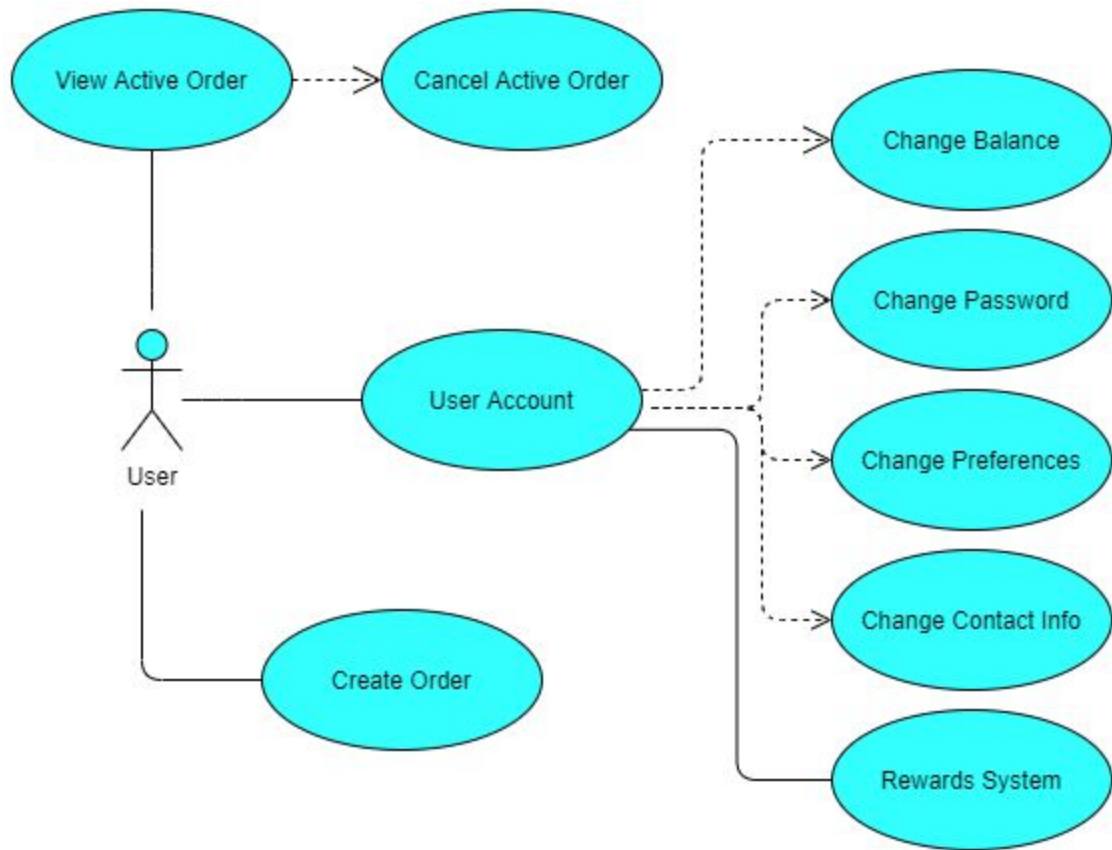 View Active Order
Cancel Active Order
Change Balance
Change Password
User Account
Change Preferences
User
Change Contact Info
Create Order
Rewards System